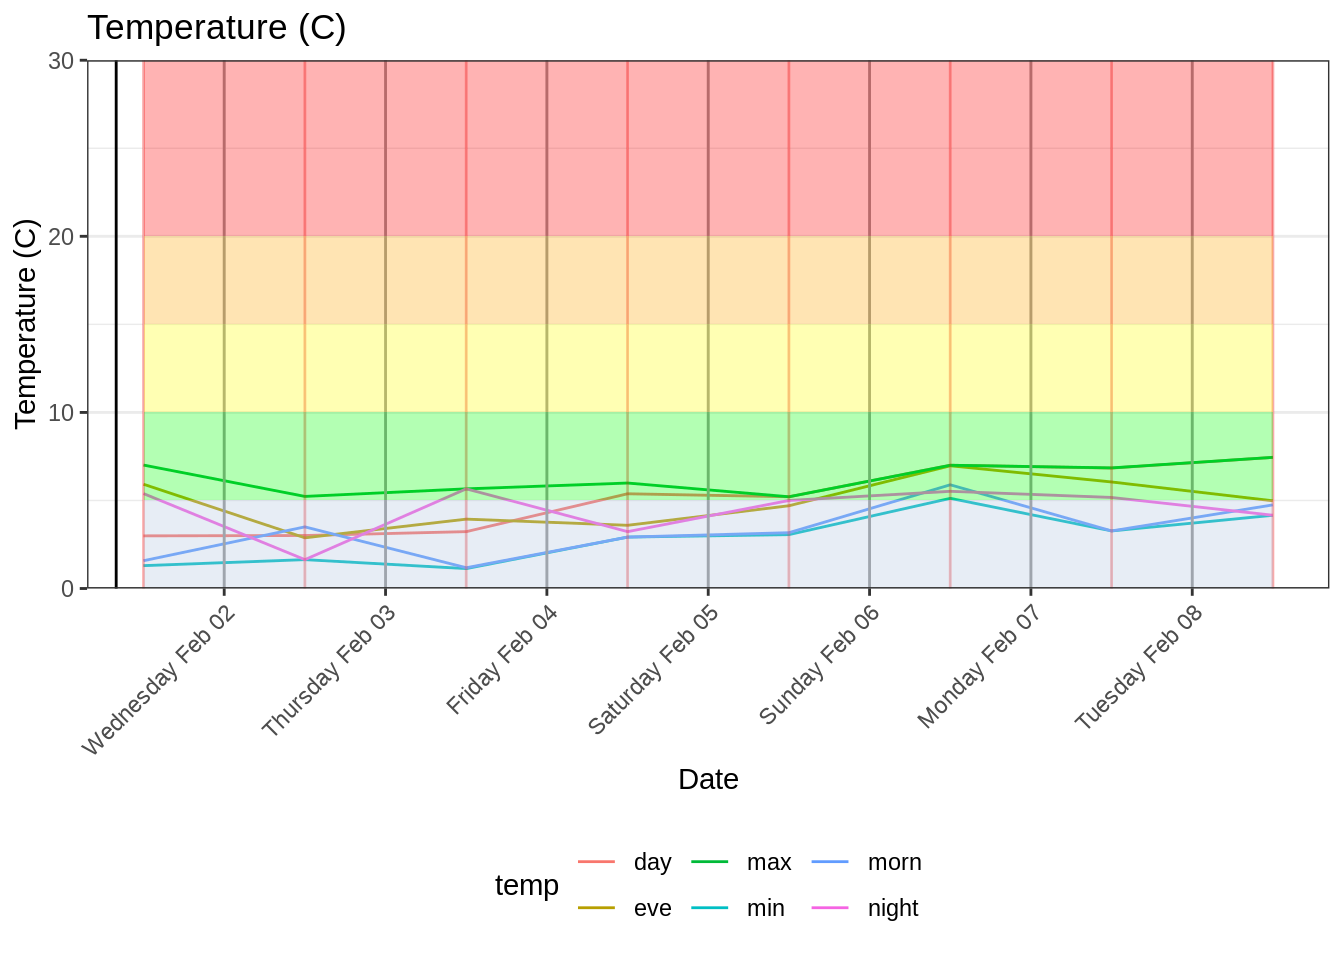 Temperature (C)
Temperature (C)
30
20
10
0
Wednesday Feb 02
Thursday Feb 03
Friday Feb 04
Saturday Feb 05
Sunday Feb 06
Monday Feb 07
Tuesday Feb 08
Date
temp
day max morn
eve min night